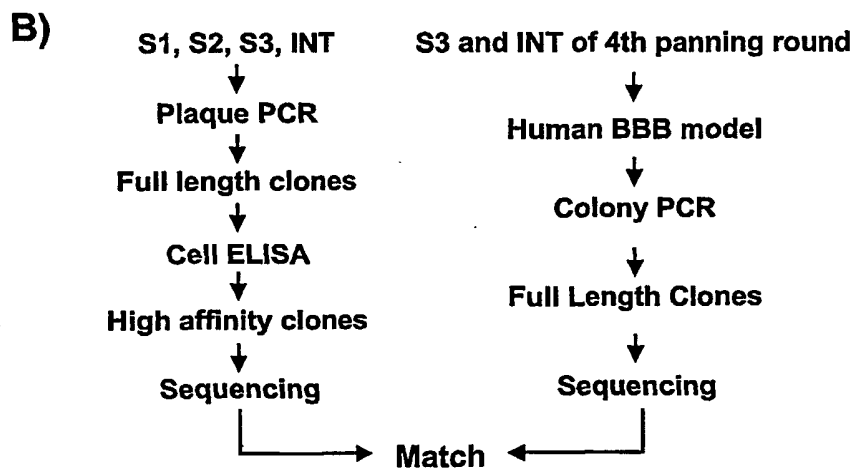 B)
S1, S2, S3, INT
Plaque PCR
Full length clones
Cell ELISA
High affinity clones
Sequencing
S3 and INT of 4th panning round
Human BBB model
Colony PCR
Full Length Clones
Sequencing
Match